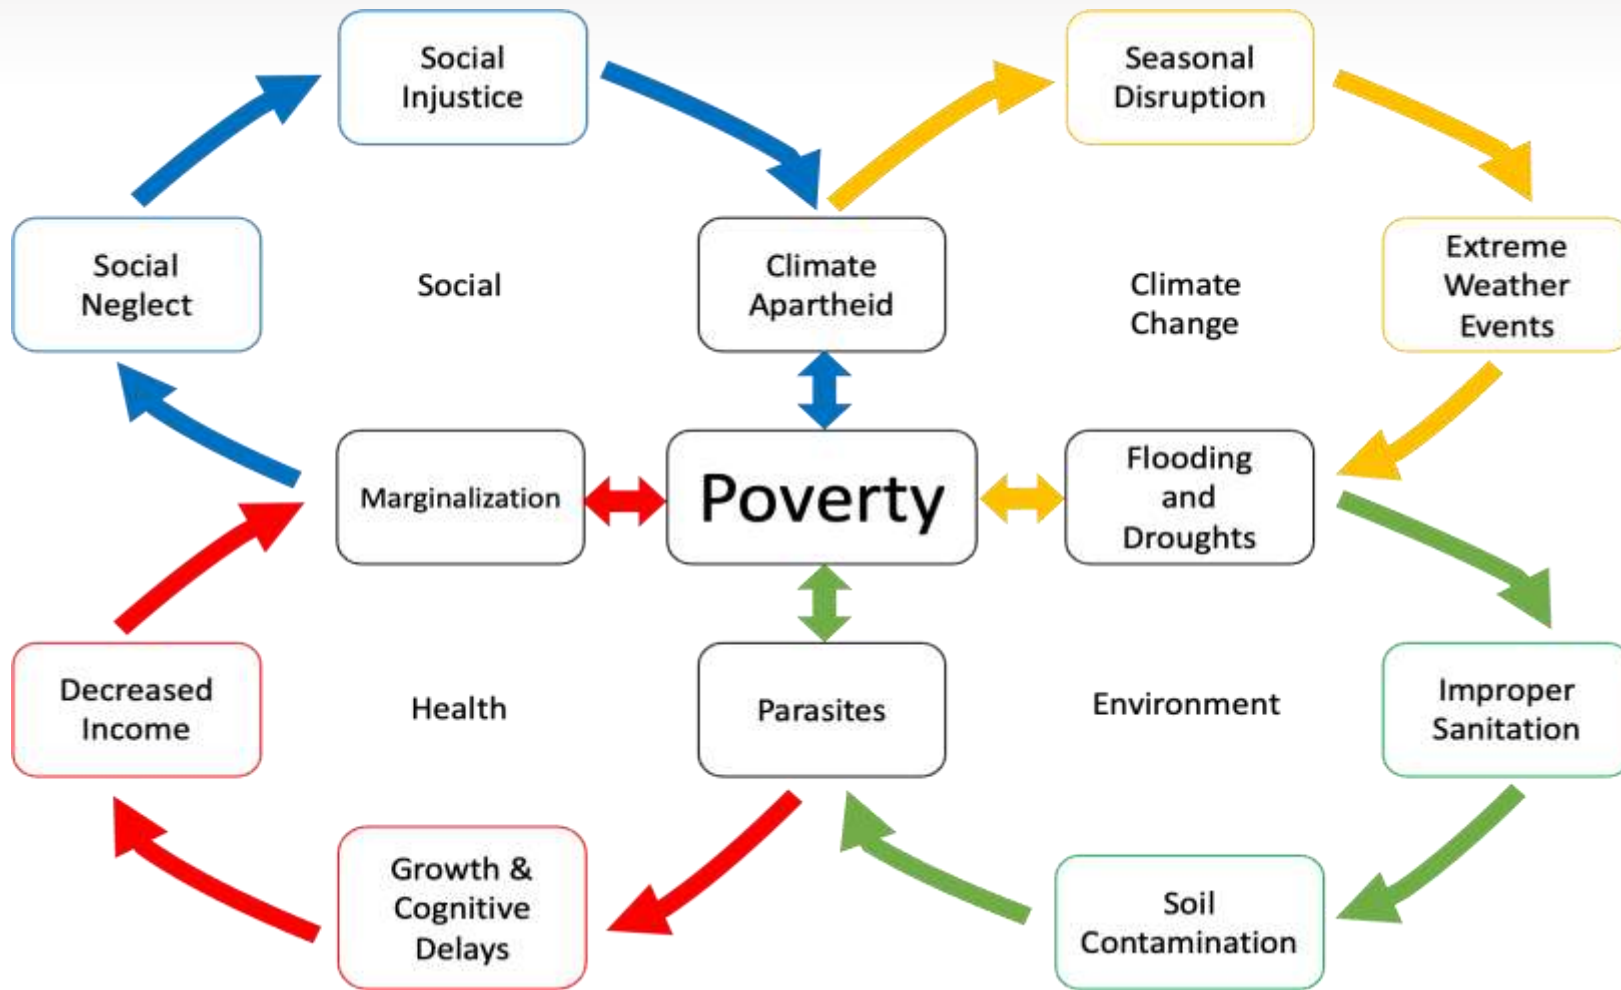 Social
Injustice
Seasonal
Disruption
Social
Neglect
Social
Climate
Apartheid
Climate
Change
Extreme
Weather
Events
Marginalization
Poverty
Flooding
and
Droughts
Decreased
Income
Health
Parasites
Environment
Improper
Sanitation
Growth &
Cognitive
Delays
Soil
Contamination